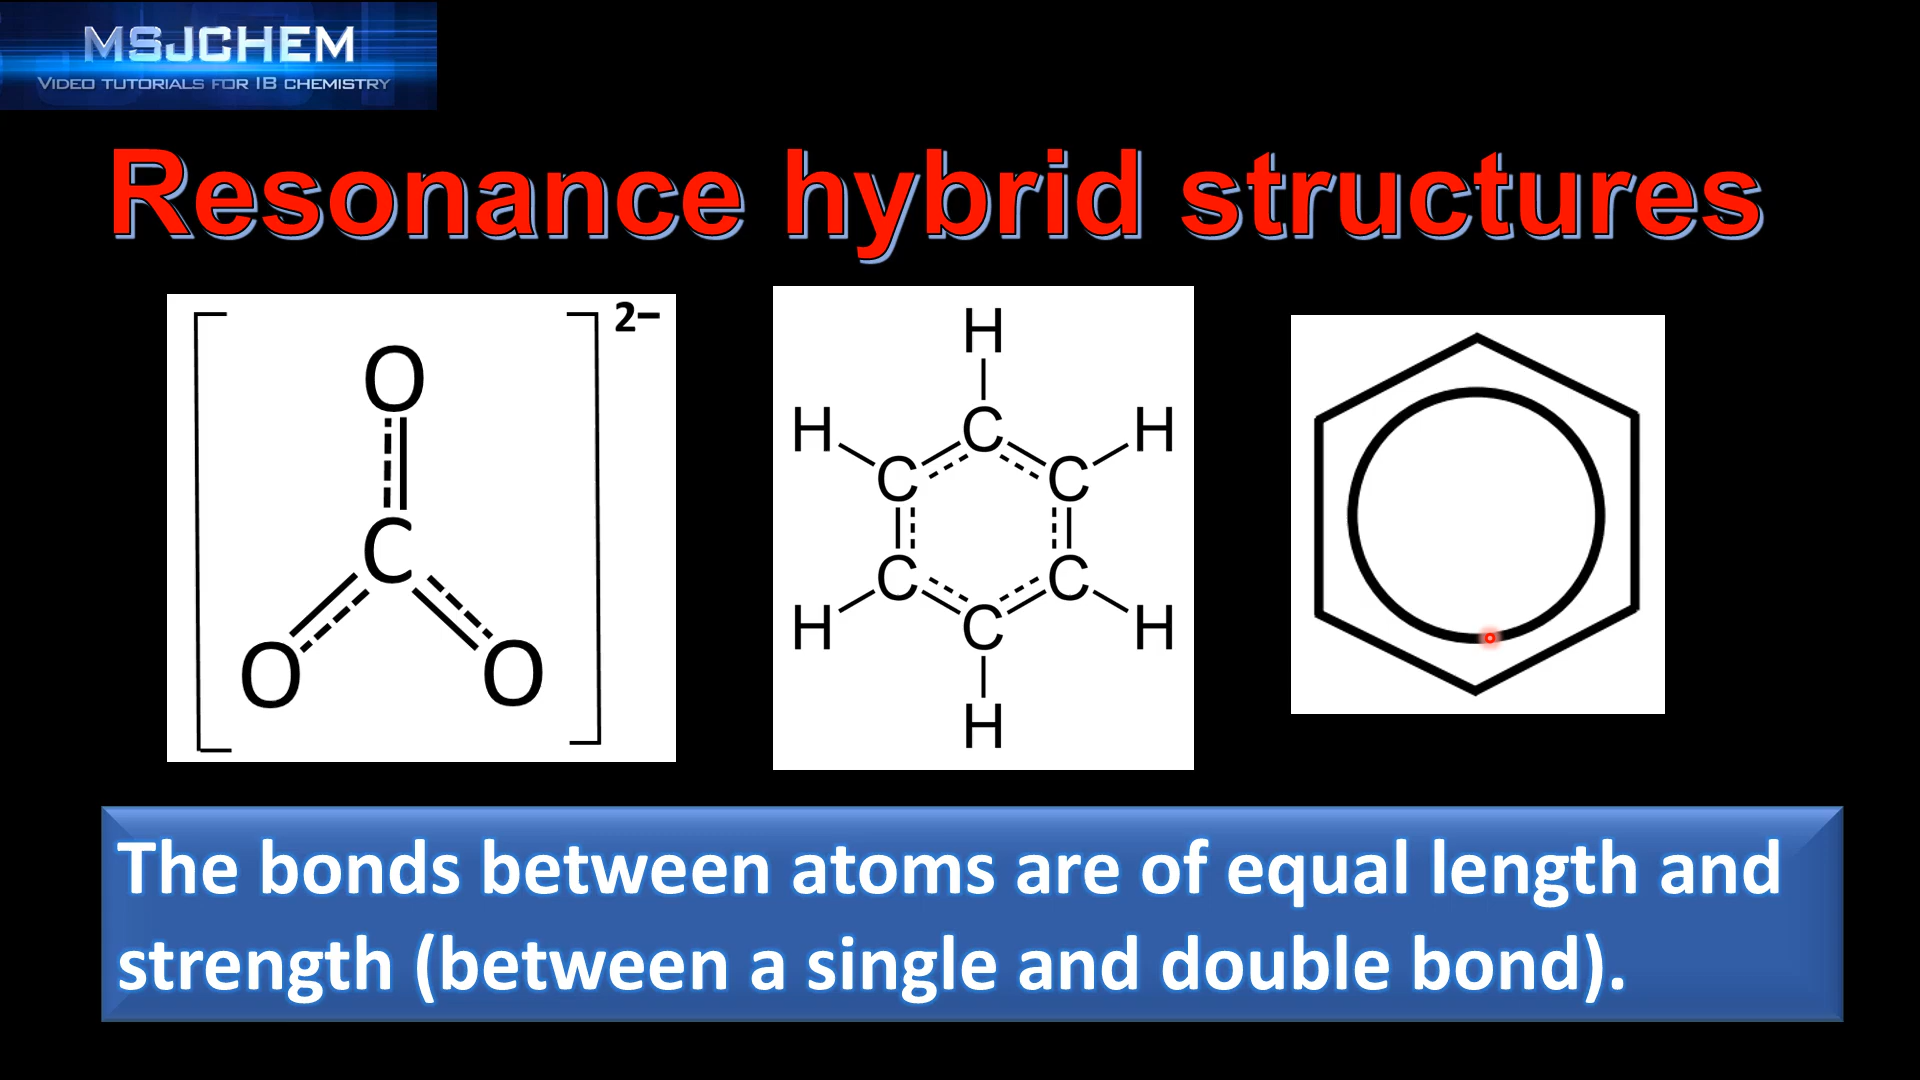 MSJCHEM
VIDEO TUTORIALS FOR IB CHEMISTRY
Resonance hybrid structures
2–
O
C
O O
H
H H
C
C C
C C
C
H H
H
The bonds between atoms are of equal length and
strength (between a single and double bond).